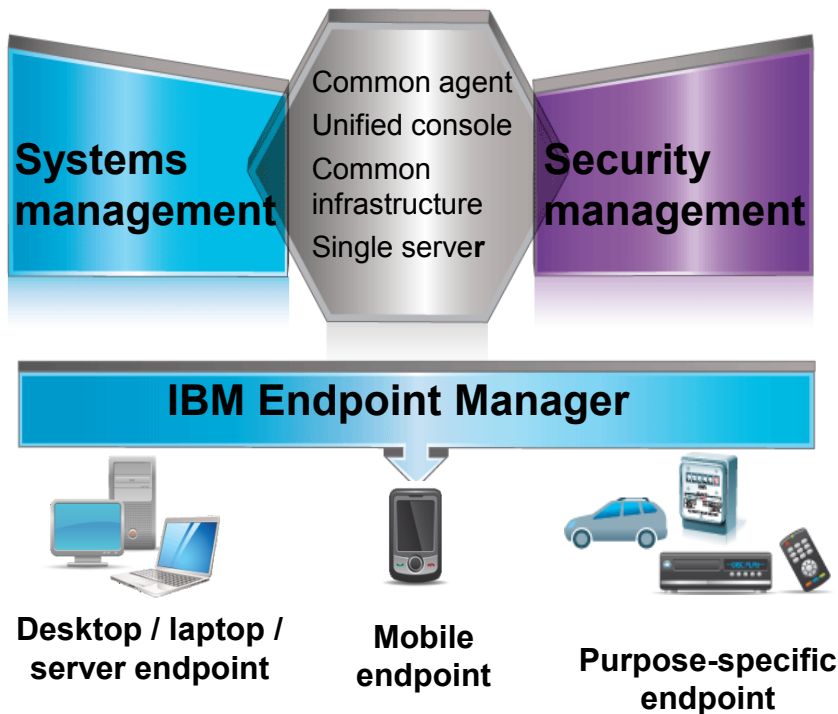 Systems
management
Common agent
Unified console
Common
infrastructure
Single server
Security
management
IBM Endpoint Manager
Desktop / laptop /
server endpoint
Mobile
endpoint
Purpose-specific
endpoint